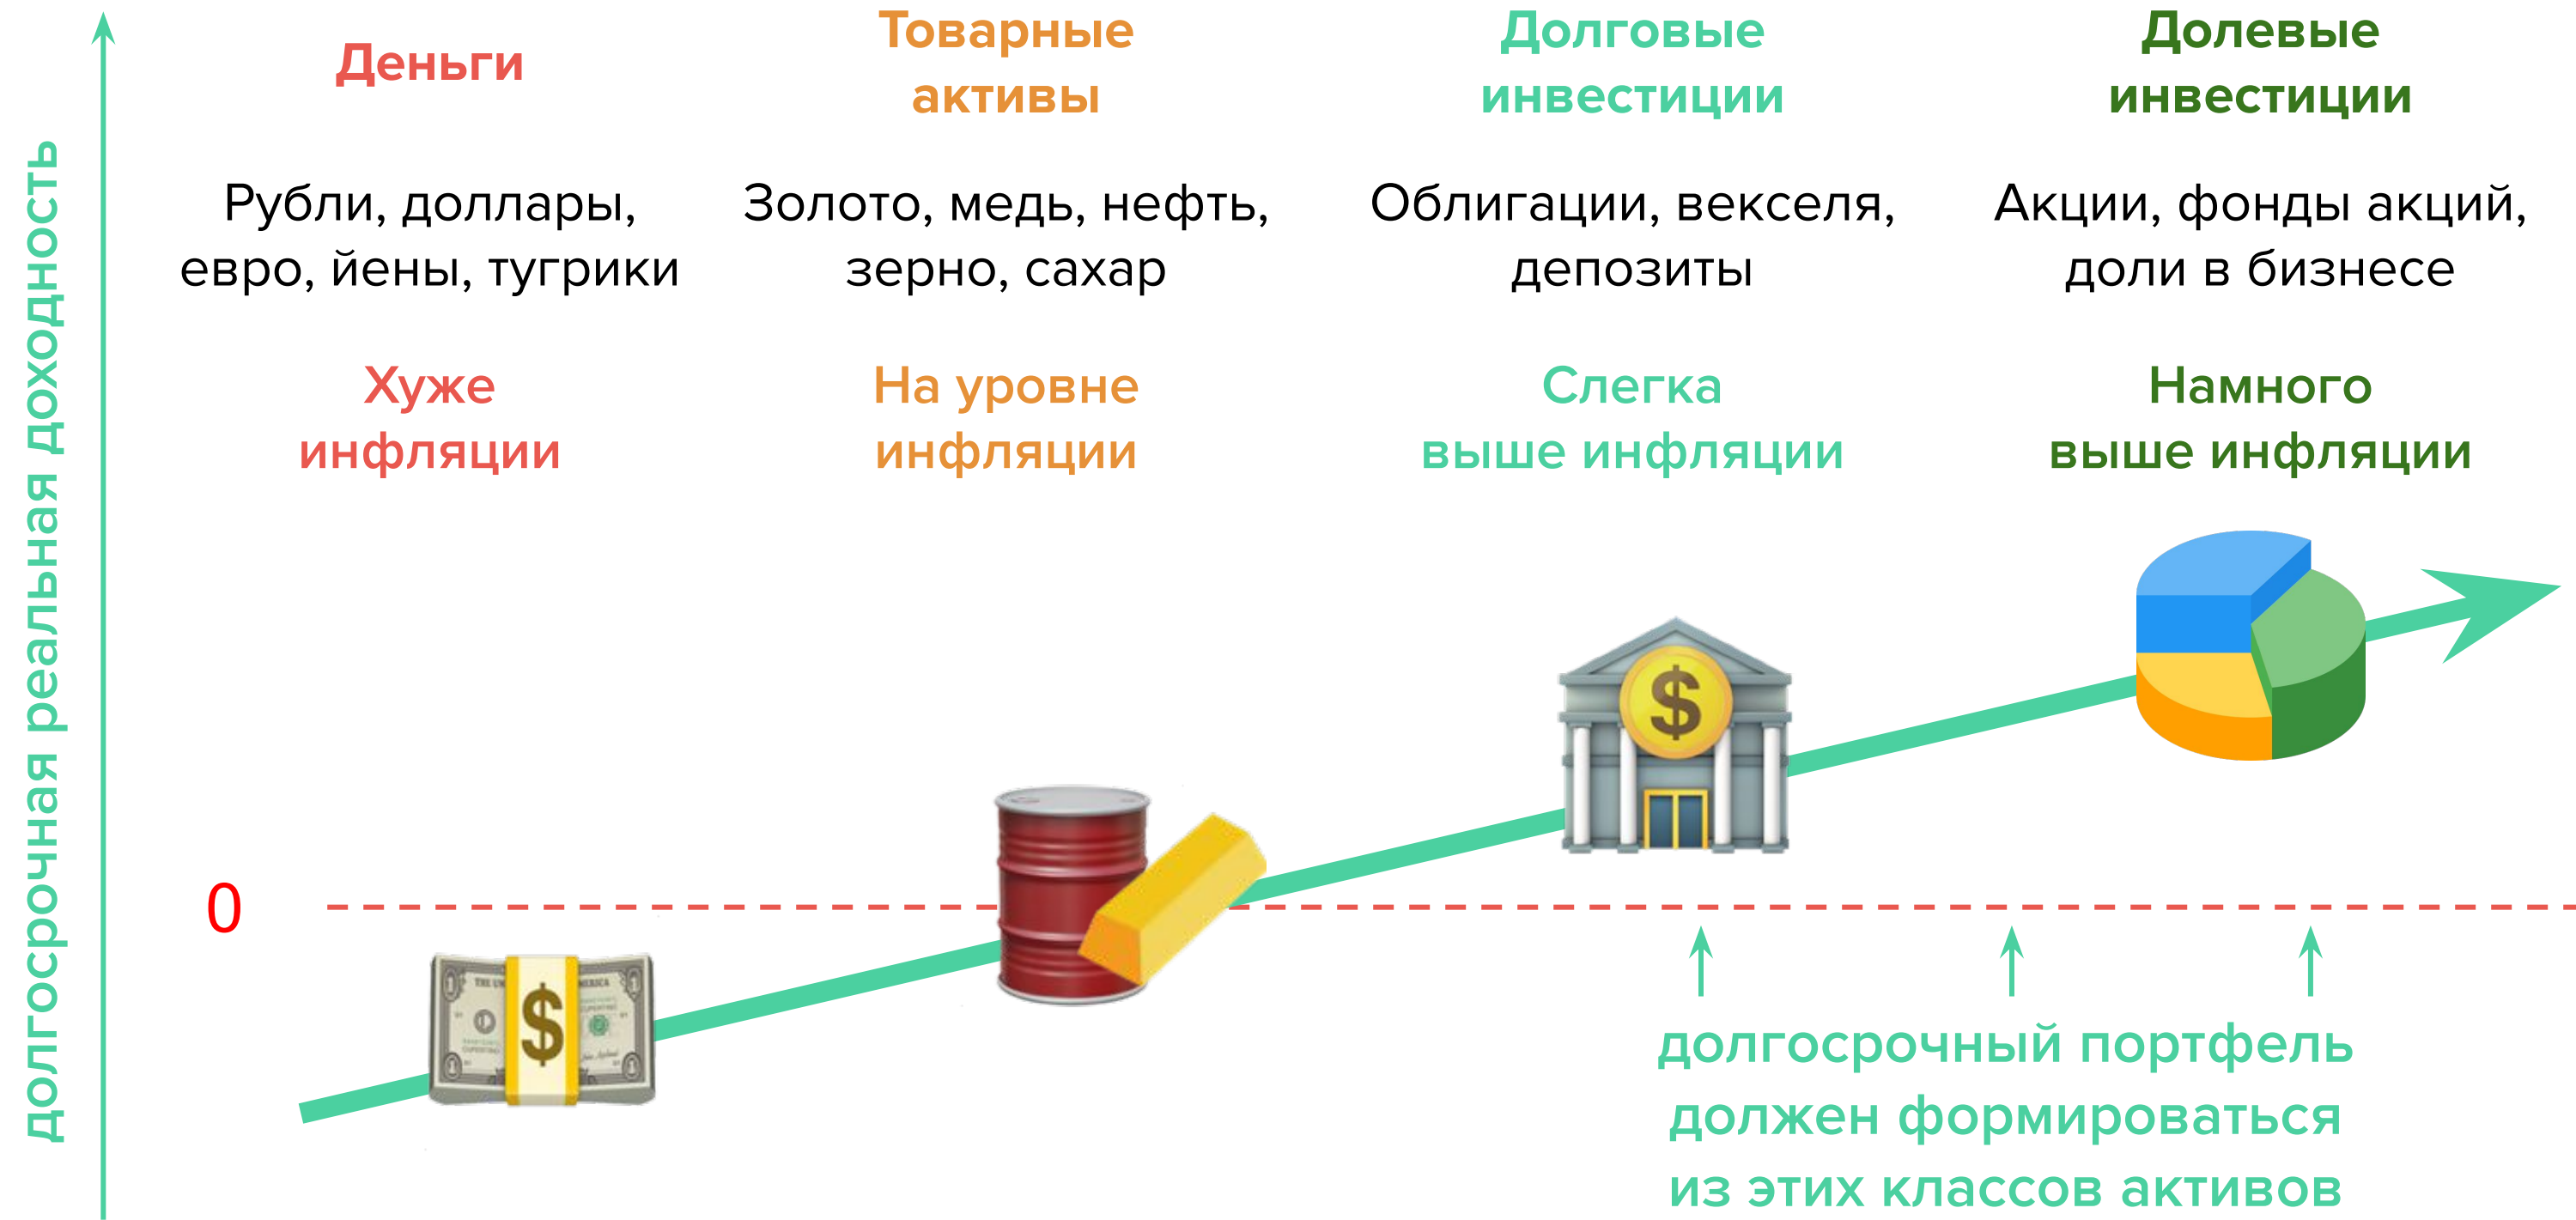 долгосрочная реальная доходность
Деньги
Рубли, доллары,
евро, йены, тугрики
Хуже
инфляции
Товарные
активы
Золото, медь, нефть,
зерно, сахар
На уровне
инфляции
Долговые
инвестиции
Облигации, векселя,
депозиты
Слегка
выше инфляции
Долевые
инвестиции
Акции, фонды акций,
доли в бизнесе
Намного
выше инфляции
$
0
$
долгосрочный портфель
должен формироваться
из этих классов активов